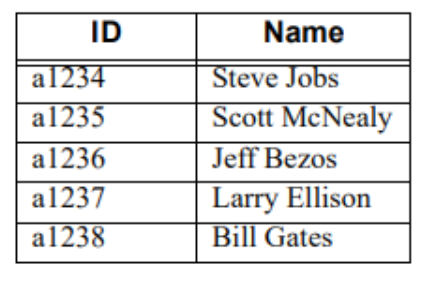 ID Name
a1234 Steve Jobs
a1235 Scott McNealy
a1236 Jeff Bezos
a1237 Larry Ellison
a1238 Bill Gates